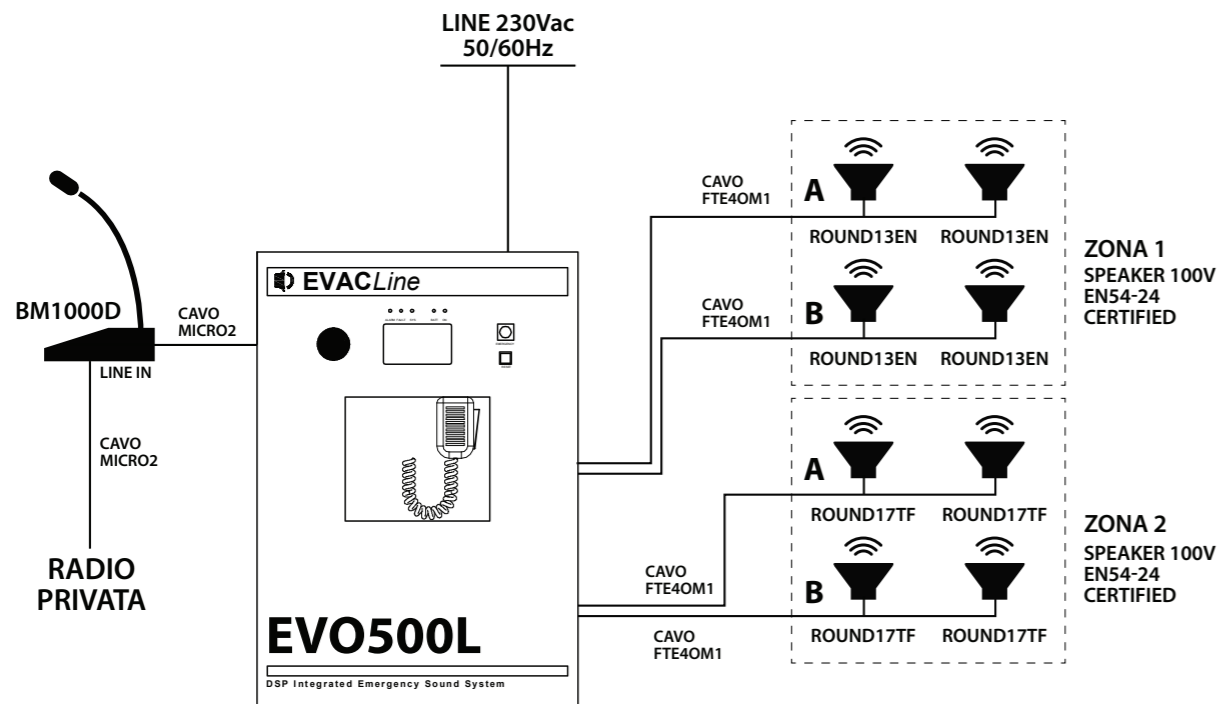 LINE 230Vac
50/60Hz
BM1000D
CAVO
MICRO2
LINE IN
CAVO
MICRO2
RADIO
PRIVATA
EVACLine
EVO500L
DSP Integrated Emergency Sound System
CAVO
FTE4OM1
A
ROUND13EN ROUND13EN
CAVO
FTE4OM1
B
ROUND13EN ROUND13EN
ZONA 1
SPEAKER 100V
EN54-24
CERTIFIED
CAVO
FTE4OM1
A
ROUND17TF ROUND17TF
CAVO
FTE4OM1
B
ROUND17TF ROUND17TF
ZONA 2
SPEAKER 100V
EN54-24
CERTIFIED